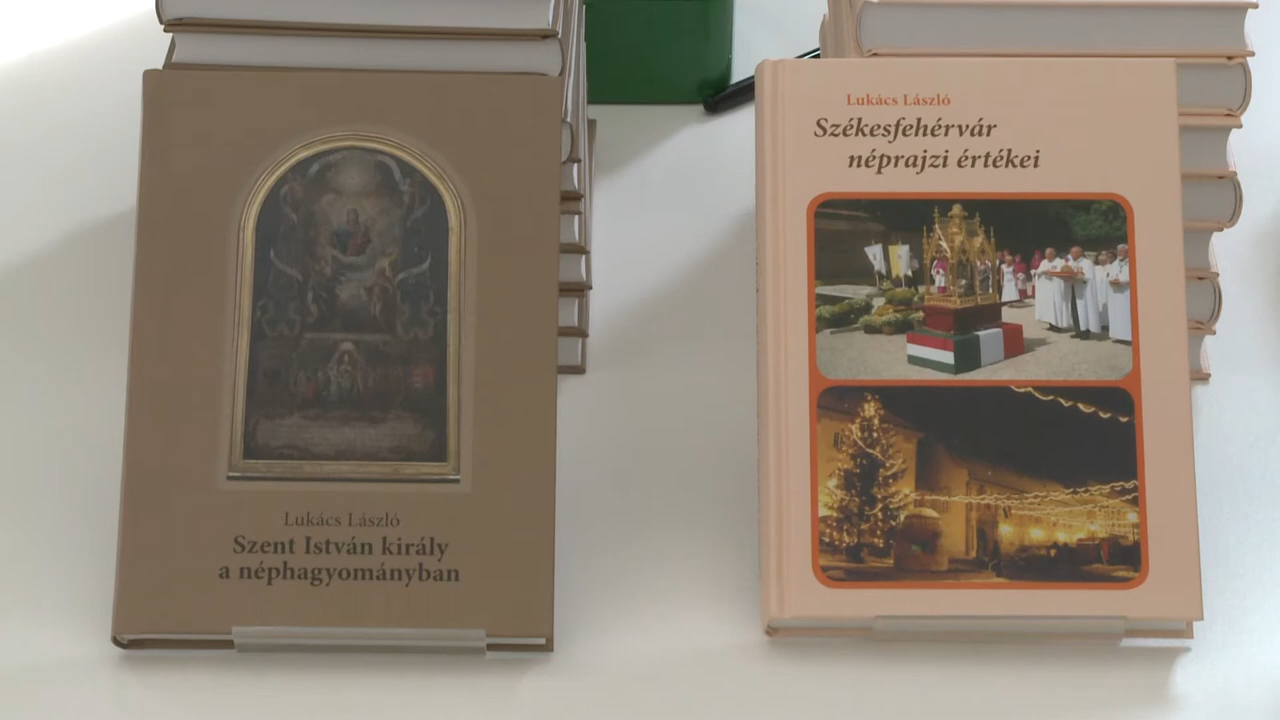 Lukács László
Szent István király
a néphagyományban
Lukács László
Székesfehérvár
néprajzi értékei